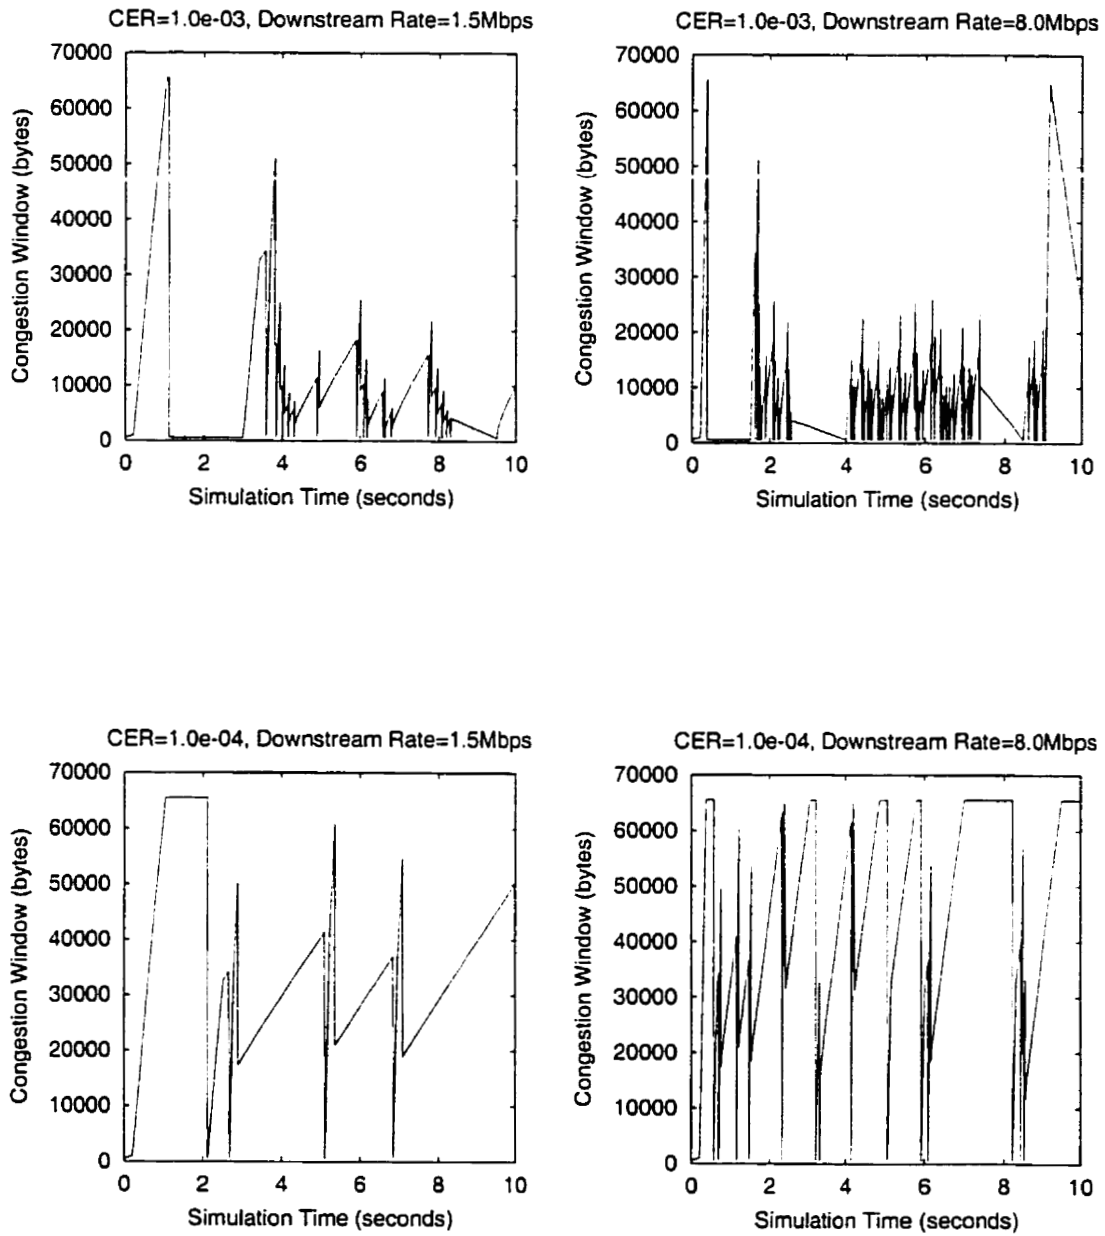 CER=1.0e-03, Downstream Rate=1.5Mbps
70000
60000
50000
40000
30000
20000
10000
0
Congestion Window (bytes)
0 2 4 6 8 10
Simulation Time (seconds)
CER=1.0e-03, Downstream Rate=8.0Mbps
70000
60000
50000
40000
30000
20000
10000
0
Congestion Window (bytes)
0 2 4 6 8 10
Simulation Time (seconds)
CER=1.0e-04, Downstream Rate=1.5Mbps
70000
60000
50000
40000
30000
20000
10000
0
Congestion Window (bytes)
0 2 4 6 8 10
Simulation Time (seconds)
CER=1.0e-04, Downstream Rate=8.0Mbps
70000
60000
50000
40000
30000
20000
10000
0
Congestion Window (bytes)
0 2 4 6 8 10
Simulation Time (seconds)